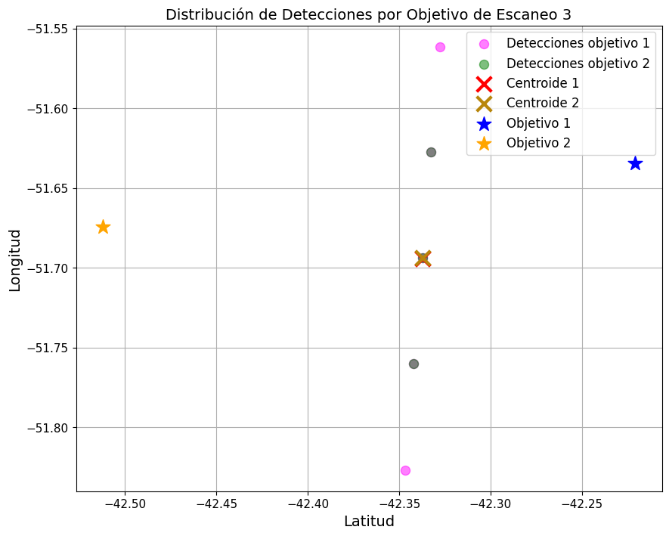 Distribución de Detecciones por Objetivo de Escaneo 3
Detecciones objetivo 1
Detecciones objetivo 2
Centroide 1
Centroide 2
Objetivo 1
Objetivo 2
−51.55
−51.60
−51.65
−51.70
−51.75
−51.80
Longitud
−42.50
−42.45
−42.40
−42.35
−42.30
−42.25
Latitud